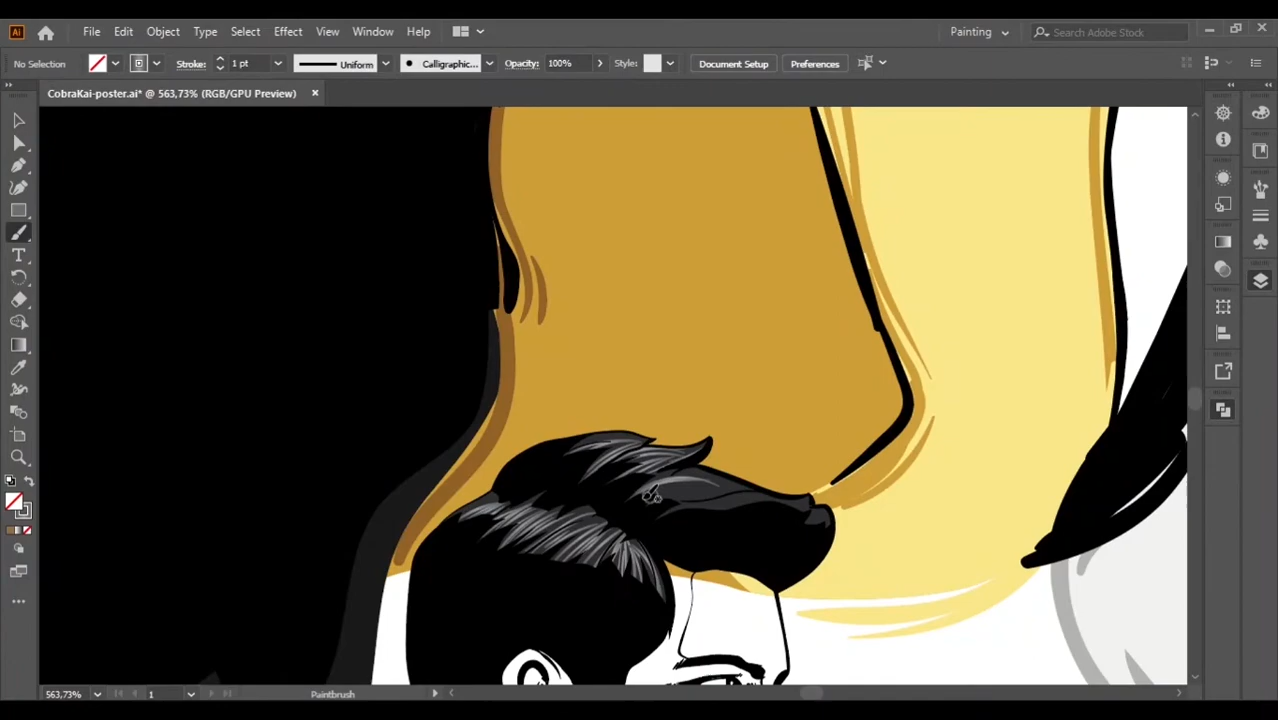 Ai File Edit Object Type Select Effect View Window Help Painting Search Adobe Stock
No Selection Stroke: 1 pt Uniform Calligraphic... Opacity: 100% Style: Document Setup Preferences
CobraKai-poster.ai* @ 563,73% (RGB/GPU Preview)
563,73% 1 Paintbrush